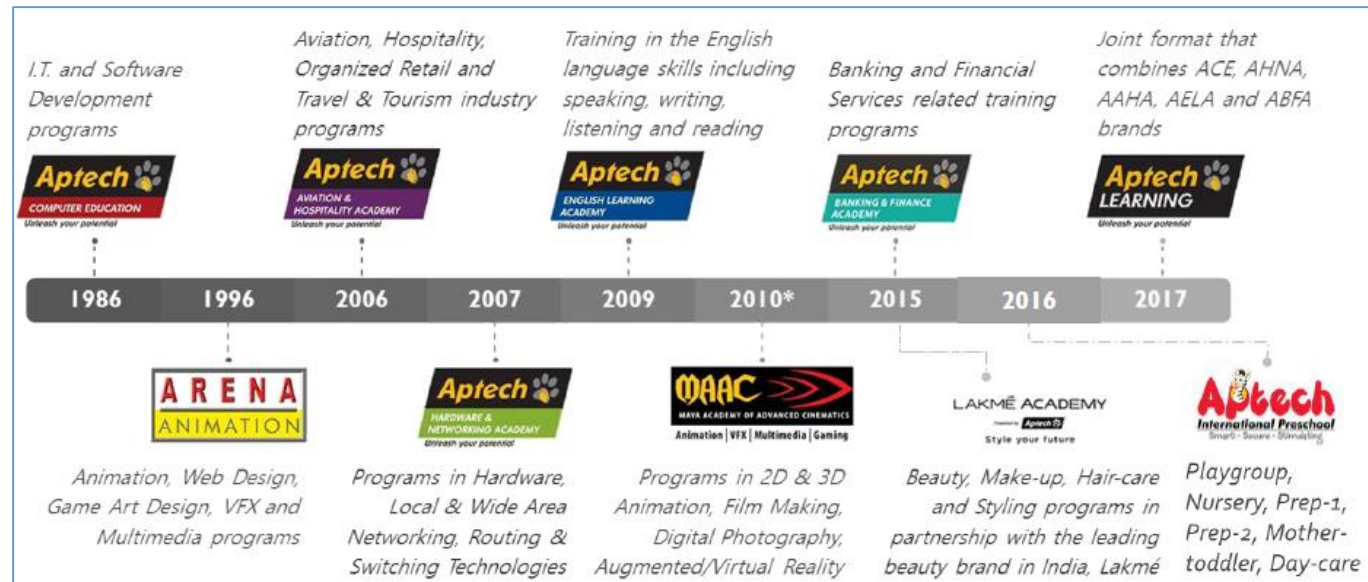 I.T. and Software
Development
programs
Aptech
COMPUTER EDUCATION
Unleash your potential
Aviation, Hospitality,
Organized Retail and
Travel & Tourism industry
programs
Aptech
AVIATION &
HOSPITALITY ACADEMY
Unleash your potential
Training in the English
language skills including
speaking, writing,
listening and reading
Aptech
ENGLISH LEARNING
ACADEMY
Unleash your potential
Banking and Financial
Services related training
programs
Aptech
BANKING & FINANCE
ACADEMY
Unleash your potential
Joint format that
combines ACE, AHNA,
AAHA, AELA and ABFA
brands
Aptech
LEARNING
Unleash your potential
1986 1996 2006 2007 2009 2010* 2015 2016 2017
ARENA
ANIMATION
Animation, Web Design,
Game Art Design, VFX and
Multimedia programs
Aptech
HARDWARE &
NETWORKING ACADEMY
Unleash your potential
Programs in Hardware,
Local & Wide Area
Networking, Routing &
Switching Technologies
MAAC
MAYA ACADEMY OF ADVANCED CINEMATICS
Animation | VFX | Multimedia | Gaming
Programs in 2D & 3D
Animation, Film Making,
Digital Photography,
Augmented/Virtual Reality
LAKMÉ ACADEMY
Aptech
Style your future
Beauty, Make-up, Hair-care
and Styling programs in
partnership with the leading
beauty brand in India, Lakmé
Aptech
International Preschool
Smart - Secure - Stimulating
Playgroup,
Nursery, Prep-1,
Prep-2, Mother-
toddler, Day-care